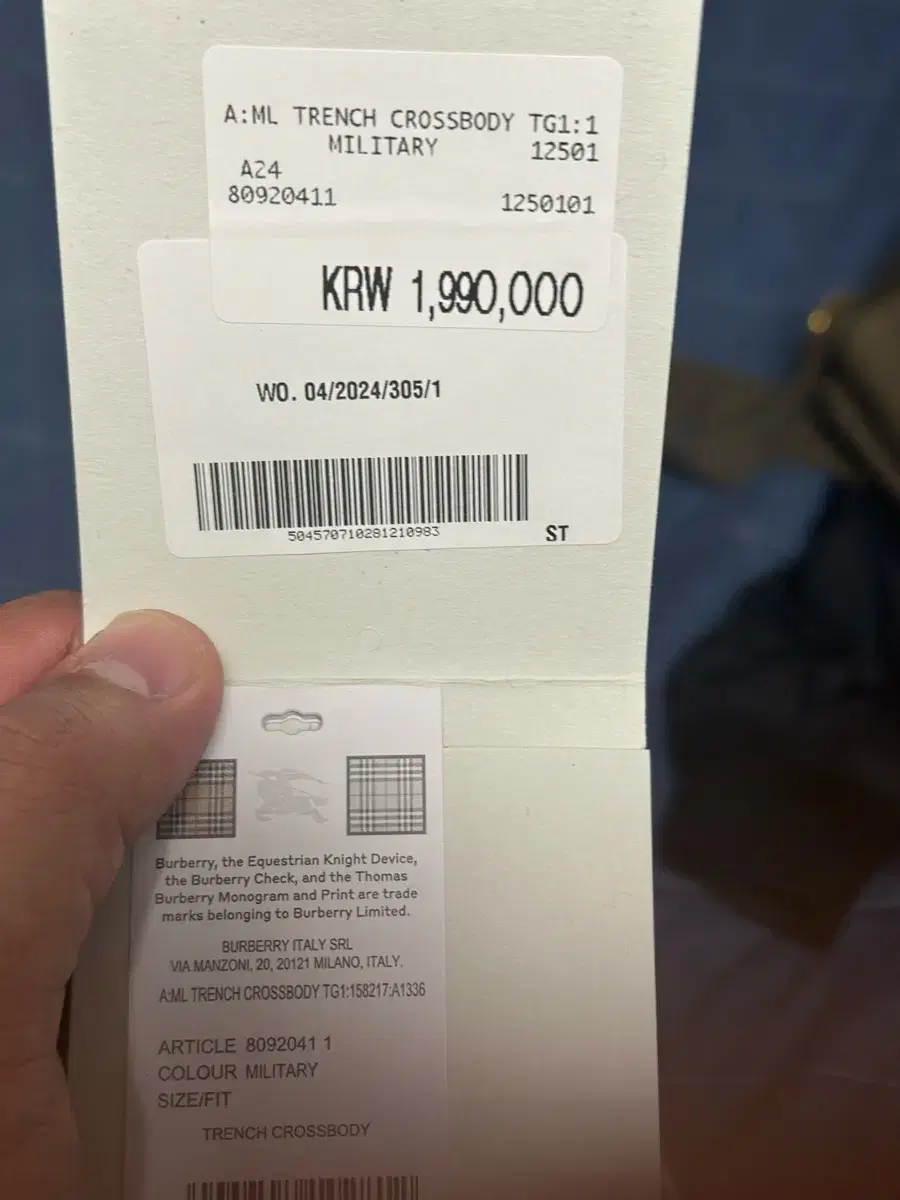 A:ML TRENCH CROSSBODY TG1:1
MILITARY 12501
A24
80920411 1250101
KRW 1,990,000
WO. 04/2024/305/1
504570710281210983
ST
Burberry, the Equestrian Knight Device,
the Burberry Check, and the Thomas
Burberry Monogram and Print are trade
marks belonging to Burberry Limited.
BURBERRY ITALY SRL
VIA MANZONI, 20, 20121 MILANO, ITALY.
A:ML TRENCH CROSSBODY TG1:158217:A1336
ARTICLE 8092041 1
COLOUR MILITARY
SIZE/FIT
TRENCH CROSSBODY